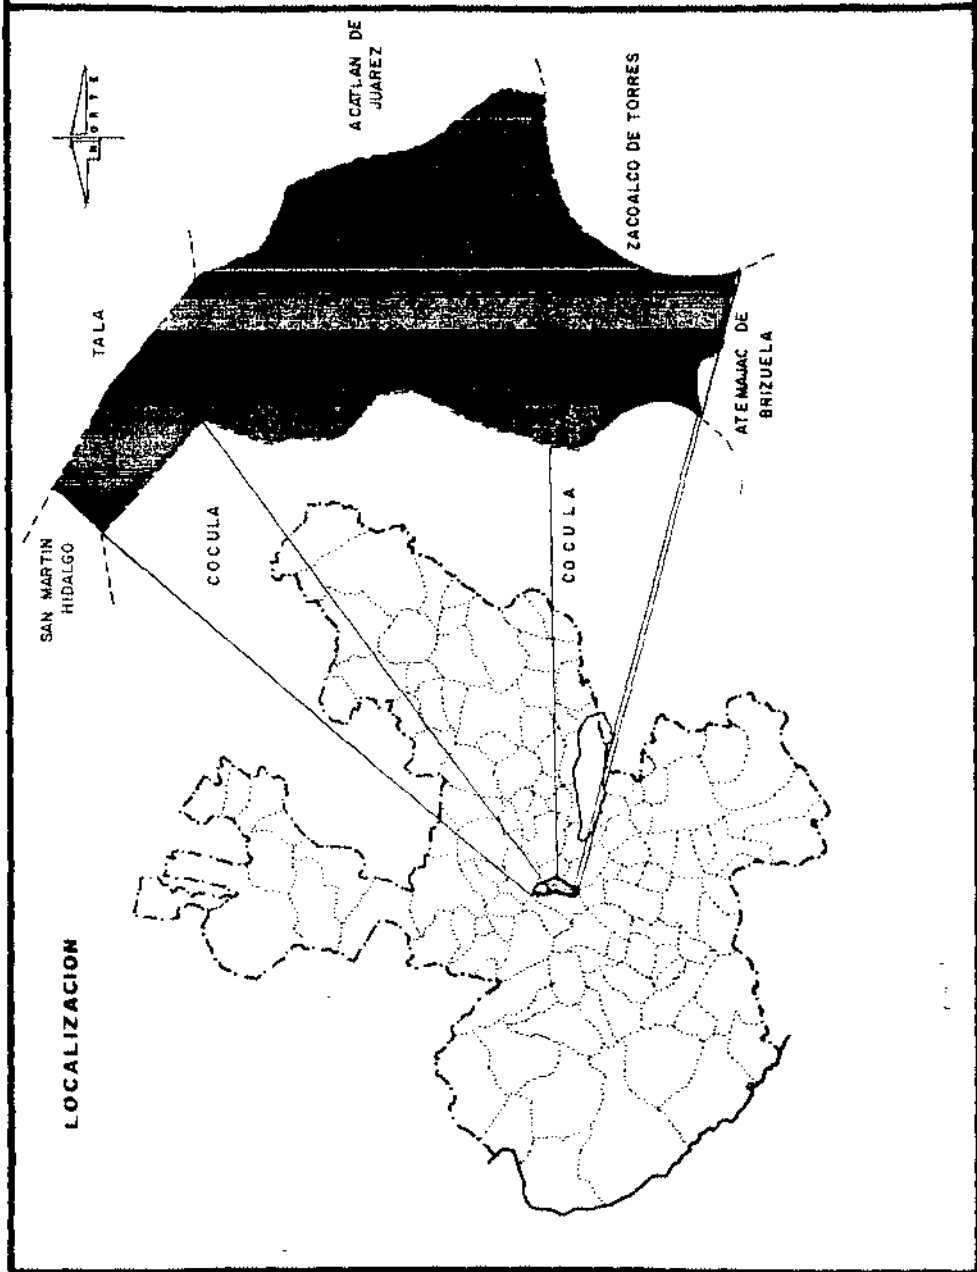 LOCALIZACION
NORTE
SAN MARTIN
HIDALGO
TALA
ACATLAN DE
JUAREZ
COCULA
COCULA
ZACOALCO DE TORRES
ATEMAJAC DE
BRIZUELA